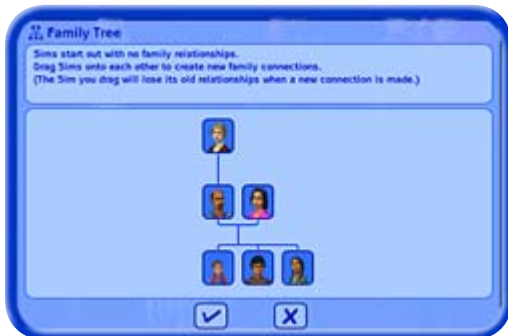 Family Tree
Sims start out with no family relationships.
Drag Sims onto each other to create new family connections.
(The Sim you drag will lose its old relationships when a new connection is made.)